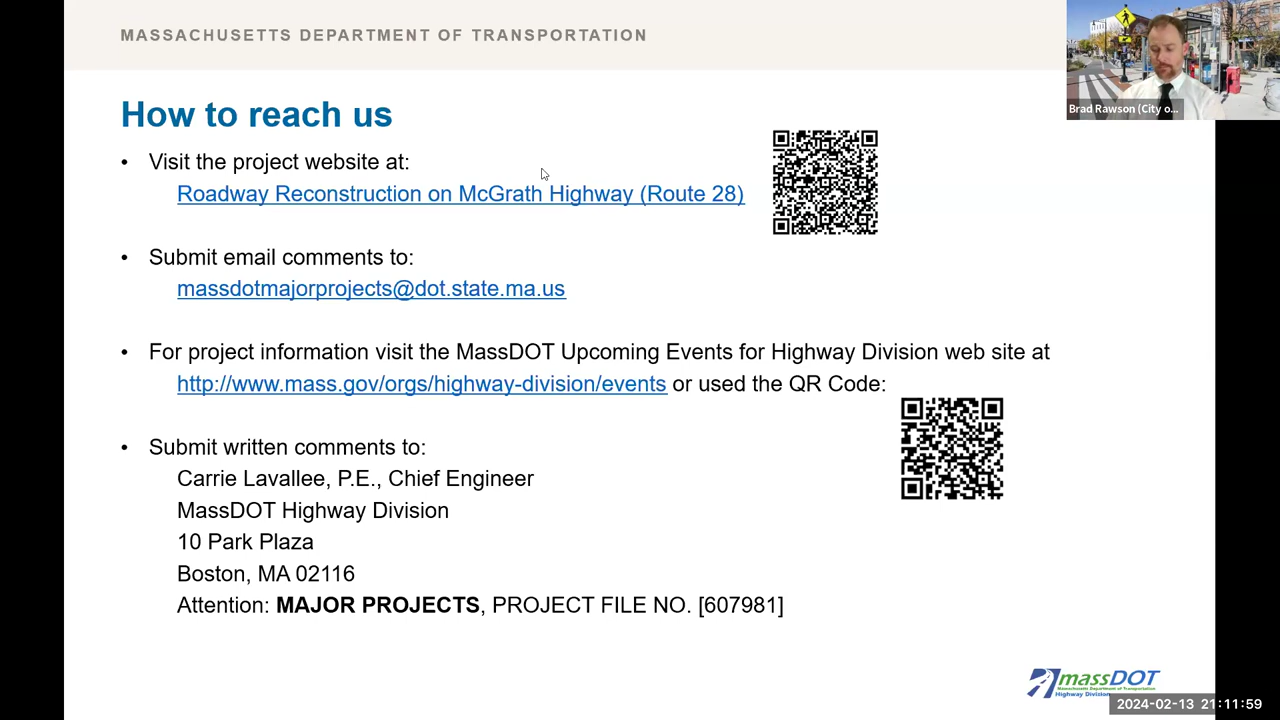 MASSACHUSETTS DEPARTMENT OF TRANSPORTATION
Brad Rawson (City o...
How to reach us
• Visit the project website at:
Roadway Reconstruction on McGrath Highway (Route 28)
• Submit email comments to:
massdotmajorprojects@dot.state.ma.us
• For project information visit the MassDOT Upcoming Events for Highway Division web site at
http://www.mass.gov/orgs/highway-division/events or used the QR Code:
• Submit written comments to:
Carrie Lavallee, P.E., Chief Engineer
MassDOT Highway Division
10 Park Plaza
Boston, MA 02116
Attention: MAJOR PROJECTS, PROJECT FILE NO. [607981]
massDOT
Massachusetts Department of Transportation
Highway Division
2024-02-13 21:11:59